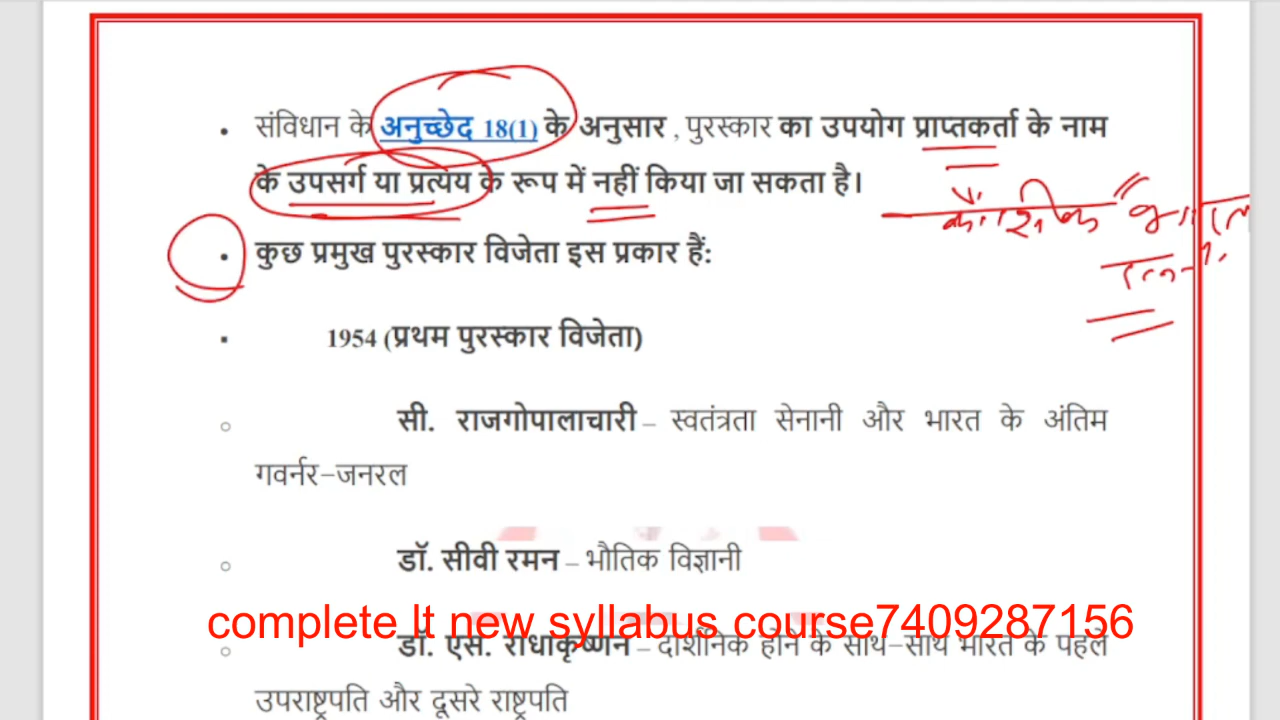 • संविधान के अनुच्छेद 18(1) के अनुसार , पुरस्कार का उपयोग प्राप्तकर्ता के नाम
के उपसर्ग या प्रत्यय के रूप में नहीं किया जा सकता है।
• कुछ प्रमुख पुरस्कार विजेता इस प्रकार हैं:
▪ 1954 (प्रथम पुरस्कार विजेता)
○ सी. राजगोपालाचारी – स्वतंत्रता सेनानी और भारत के अंतिम
गवर्नर-जनरल
○ डॉ. सीवी रमन – भौतिक विज्ञानी
complete lt new syllabus course7409287156
○ डॉ. एस. राधाकृष्णन – दार्शनिक होने के साथ-साथ भारत के पहले
उपराष्ट्रपति और दूसरे राष्ट्रपति